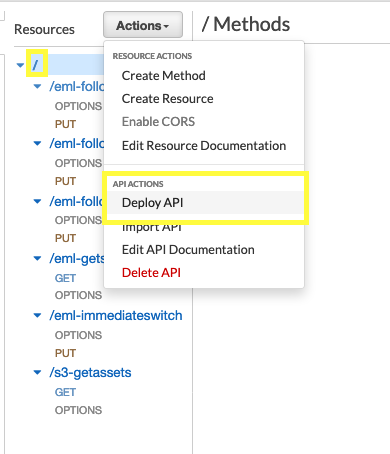 Resources
Actions
/ Methods
/
RESOURCE ACTIONS
Create Method
Create Resource
Enable CORS
Edit Resource Documentation
API ACTIONS
Deploy API
Import API
Edit API Documentation
Delete API
/eml-follo
OPTIONS
PUT
/eml-follo
OPTIONS
PUT
/eml-follo
OPTIONS
PUT
/eml-gets
GET
OPTIONS
/eml-immediateswitch
OPTIONS
PUT
/s3-getassets
GET
OPTIONS